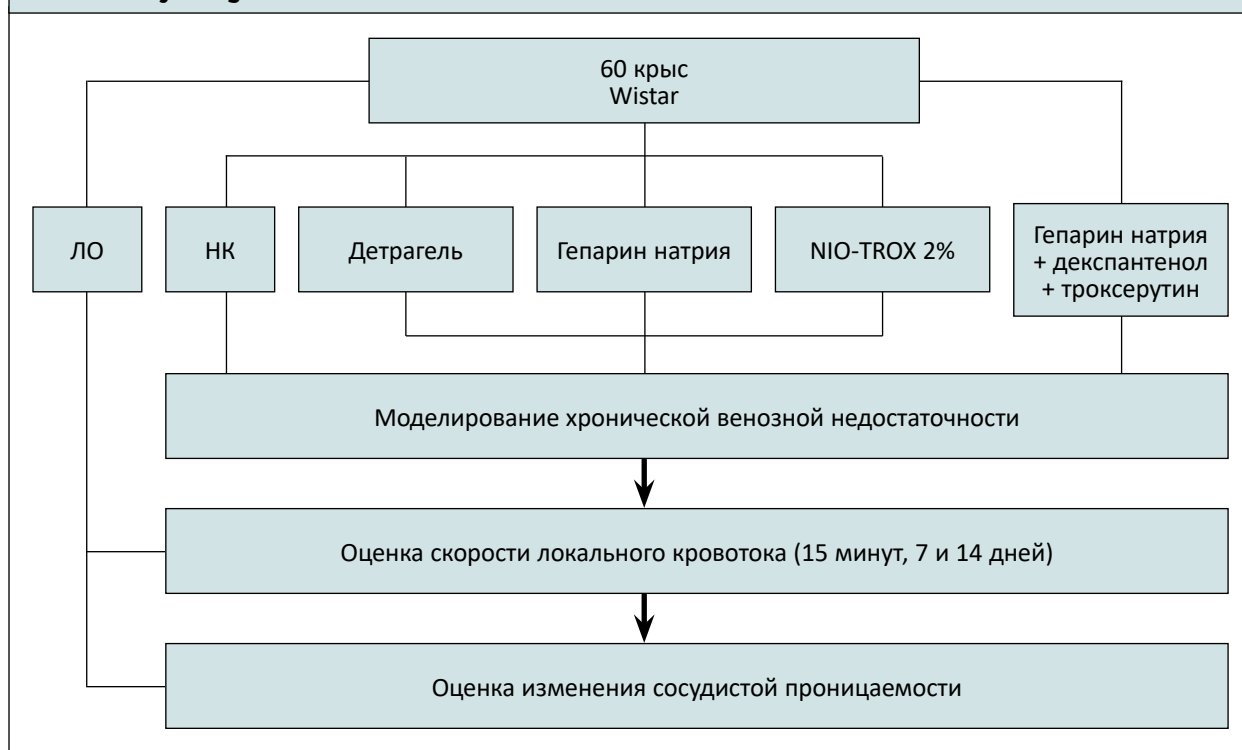 60 крыс
Wistar
ЛО
НК
Детрагель
Гепарин натрия
NIO-TROX 2%
Гепарин натрия
+ декспантенол
+ троксерутин
Моделирование хронической венозной недостаточности
Оценка скорости локального кровотока (15 минут, 7 и 14 дней)
Оценка изменения сосудистой проницаемости